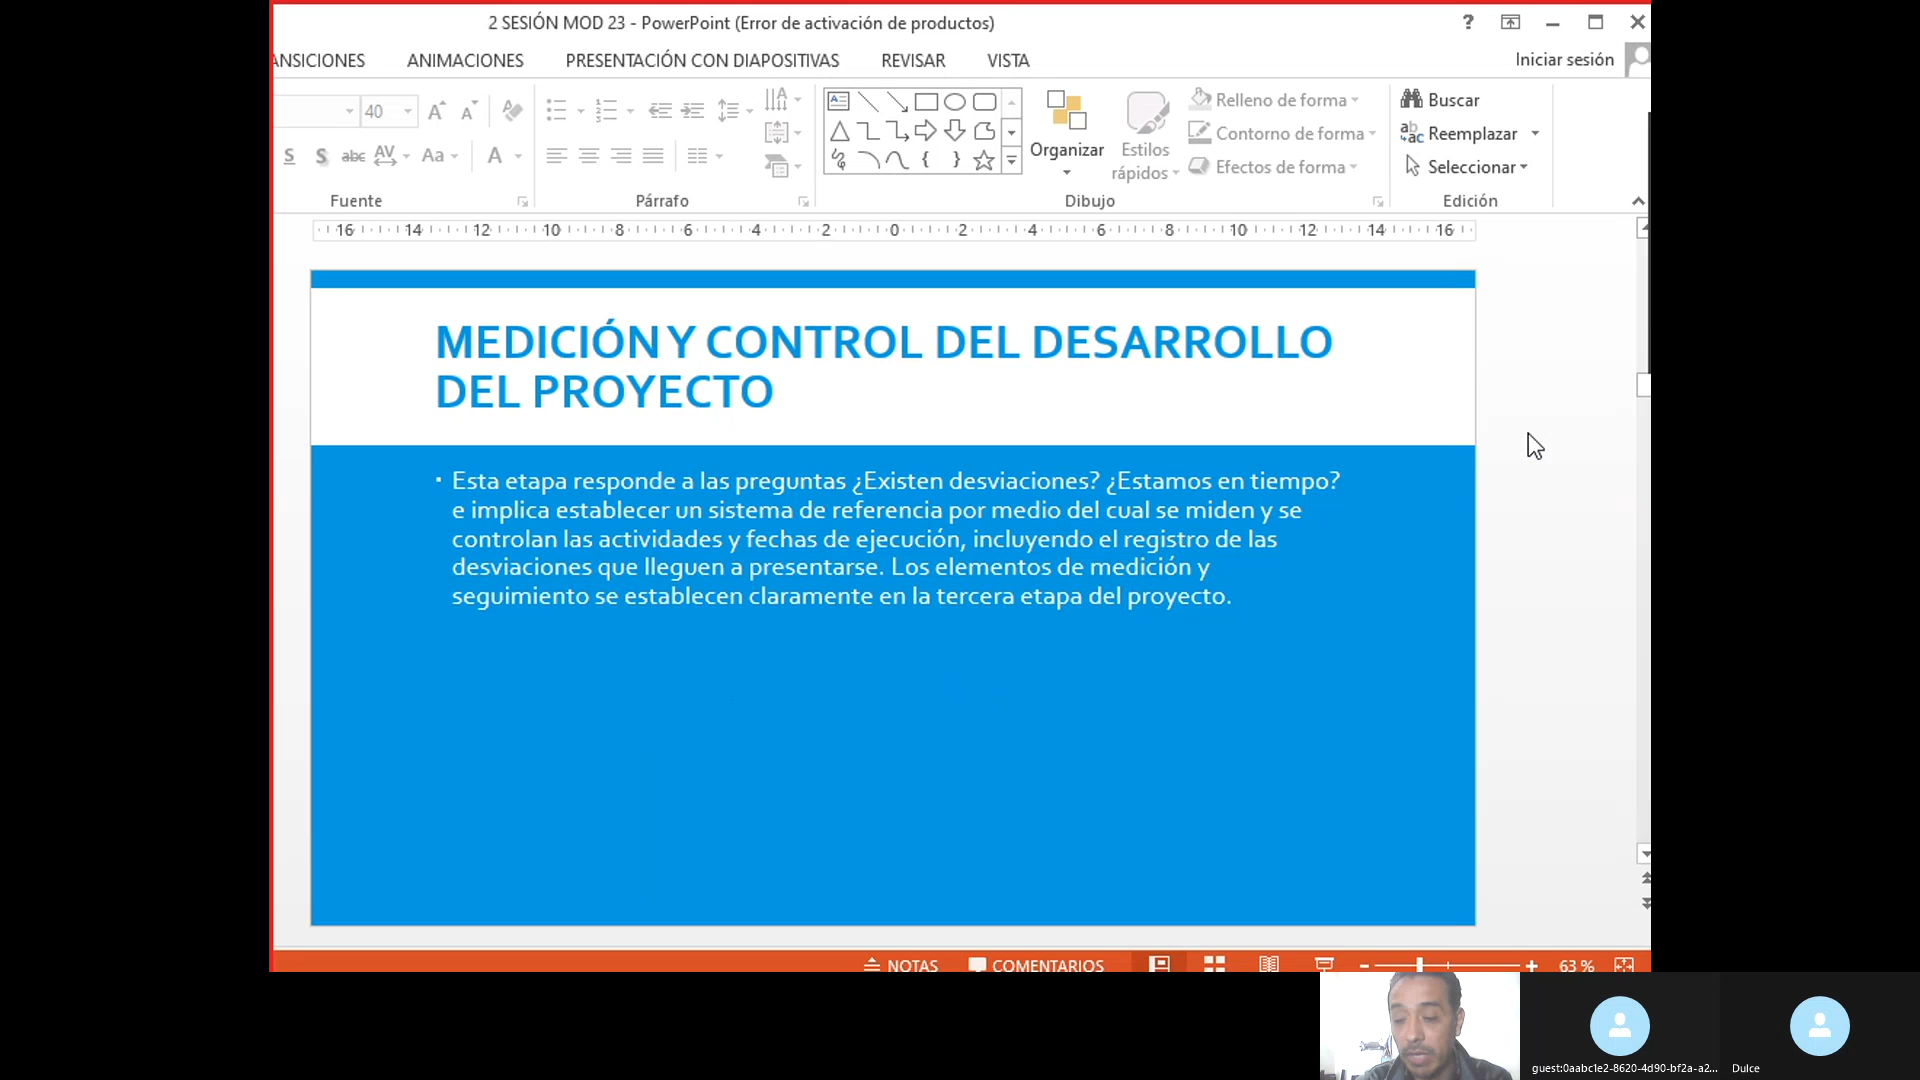 2 SESIÓN MOD 23 - PowerPoint (Error de activación de productos)
ANSICIONES ANIMACIONES PRESENTACIÓN CON DIAPOSITIVAS REVISAR VISTA Iniciar sesión
40 Relleno de forma Buscar
Contorno de forma Reemplazar
Organizar Estilos rápidos Efectos de forma Seleccionar
Fuente Párrafo Dibujo Edición
16 14 12 10 8 6 4 2 0 2 4 6 8 10 12 14 16
MEDICIÓN Y CONTROL DEL DESARROLLO
DEL PROYECTO
Esta etapa responde a las preguntas ¿Existen desviaciones? ¿Estamos en tiempo?
e implica establecer un sistema de referencia por medio del cual se miden y se
controlan las actividades y fechas de ejecución, incluyendo el registro de las
desviaciones que lleguen a presentarse. Los elementos de medición y
seguimiento se establecen claramente en la tercera etapa del proyecto.
NOTAS COMENTARIOS 63 %
guest:0aabc1e2-8620-4d90-bf2a-a2... Dulce